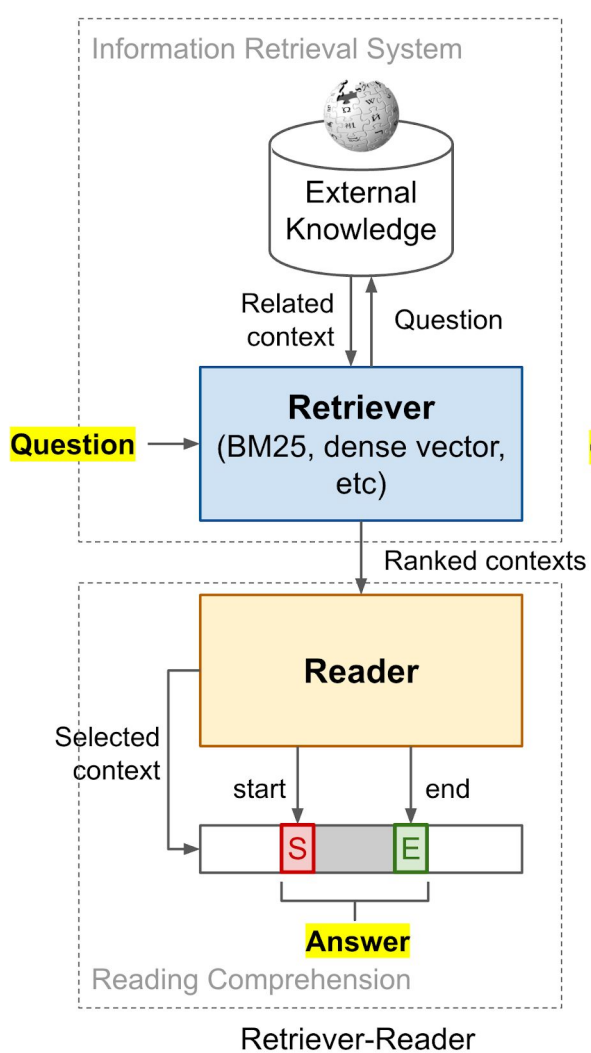 Information Retrieval System
External
Knowledge
Related
context
Question
Question
Retriever
(BM25, dense vector,
etc)
Ranked contexts
Reader
Selected
context
start
end
S
E
Answer
Reading Comprehension
Retriever-Reader